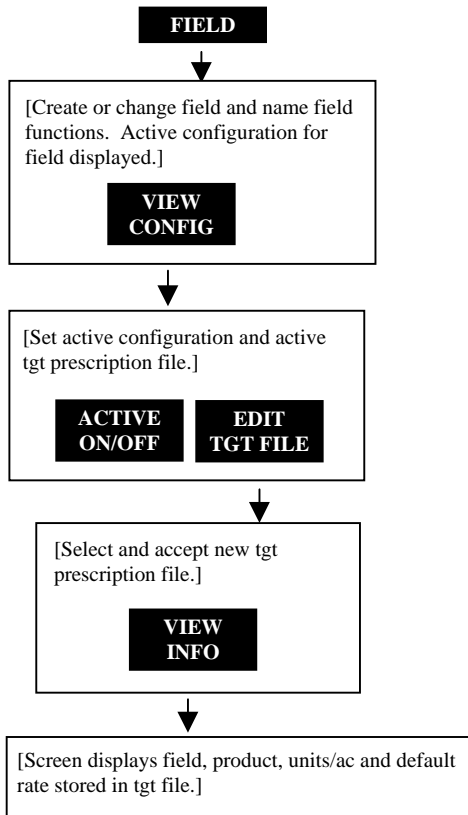 FIELD
[Create or change field and name field
functions.  Active configuration for
field displayed.]
VIEW
CONFIG
[Set active configuration and active
tgt prescription file.]
ACTIVE
ON/OFF
EDIT
TGT FILE
[Select and accept new tgt
prescription file.]
VIEW
INFO
[Screen displays field, product, units/ac and default
rate stored in tgt file.]